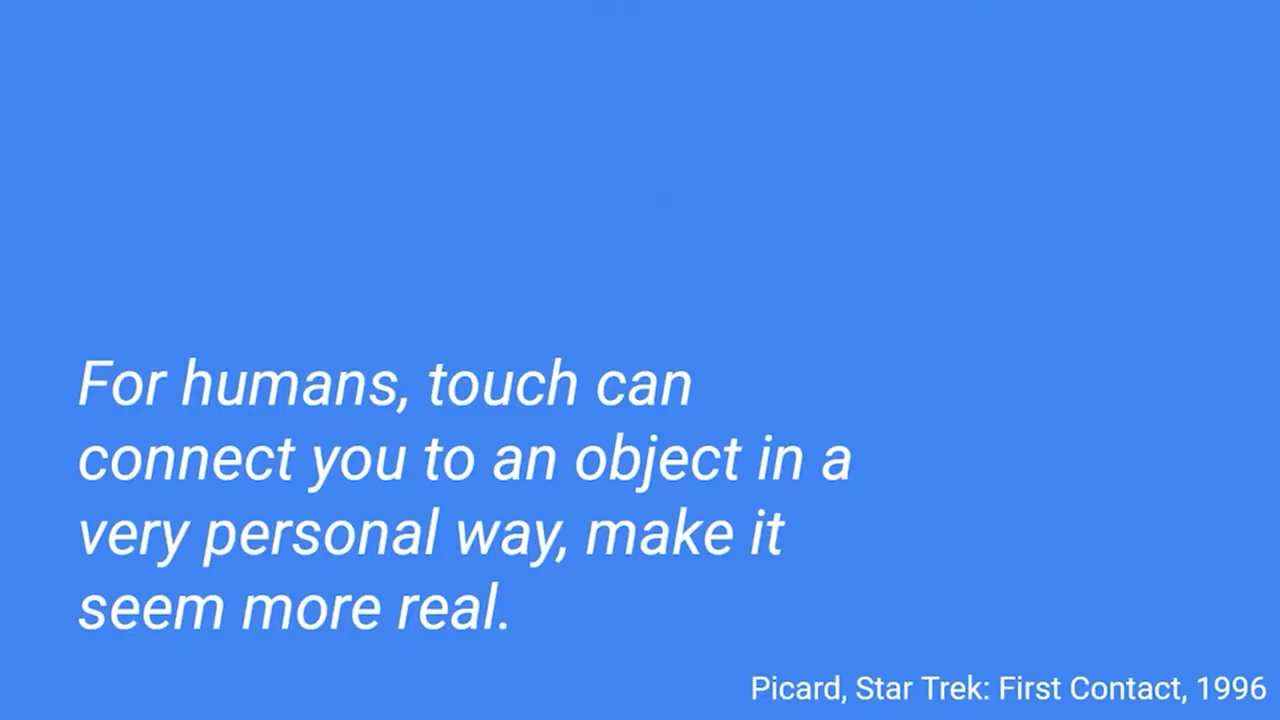 For humans, touch can
connect you to an object in a
very personal way, make it
seem more real.
Picard, Star Trek: First Contact, 1996